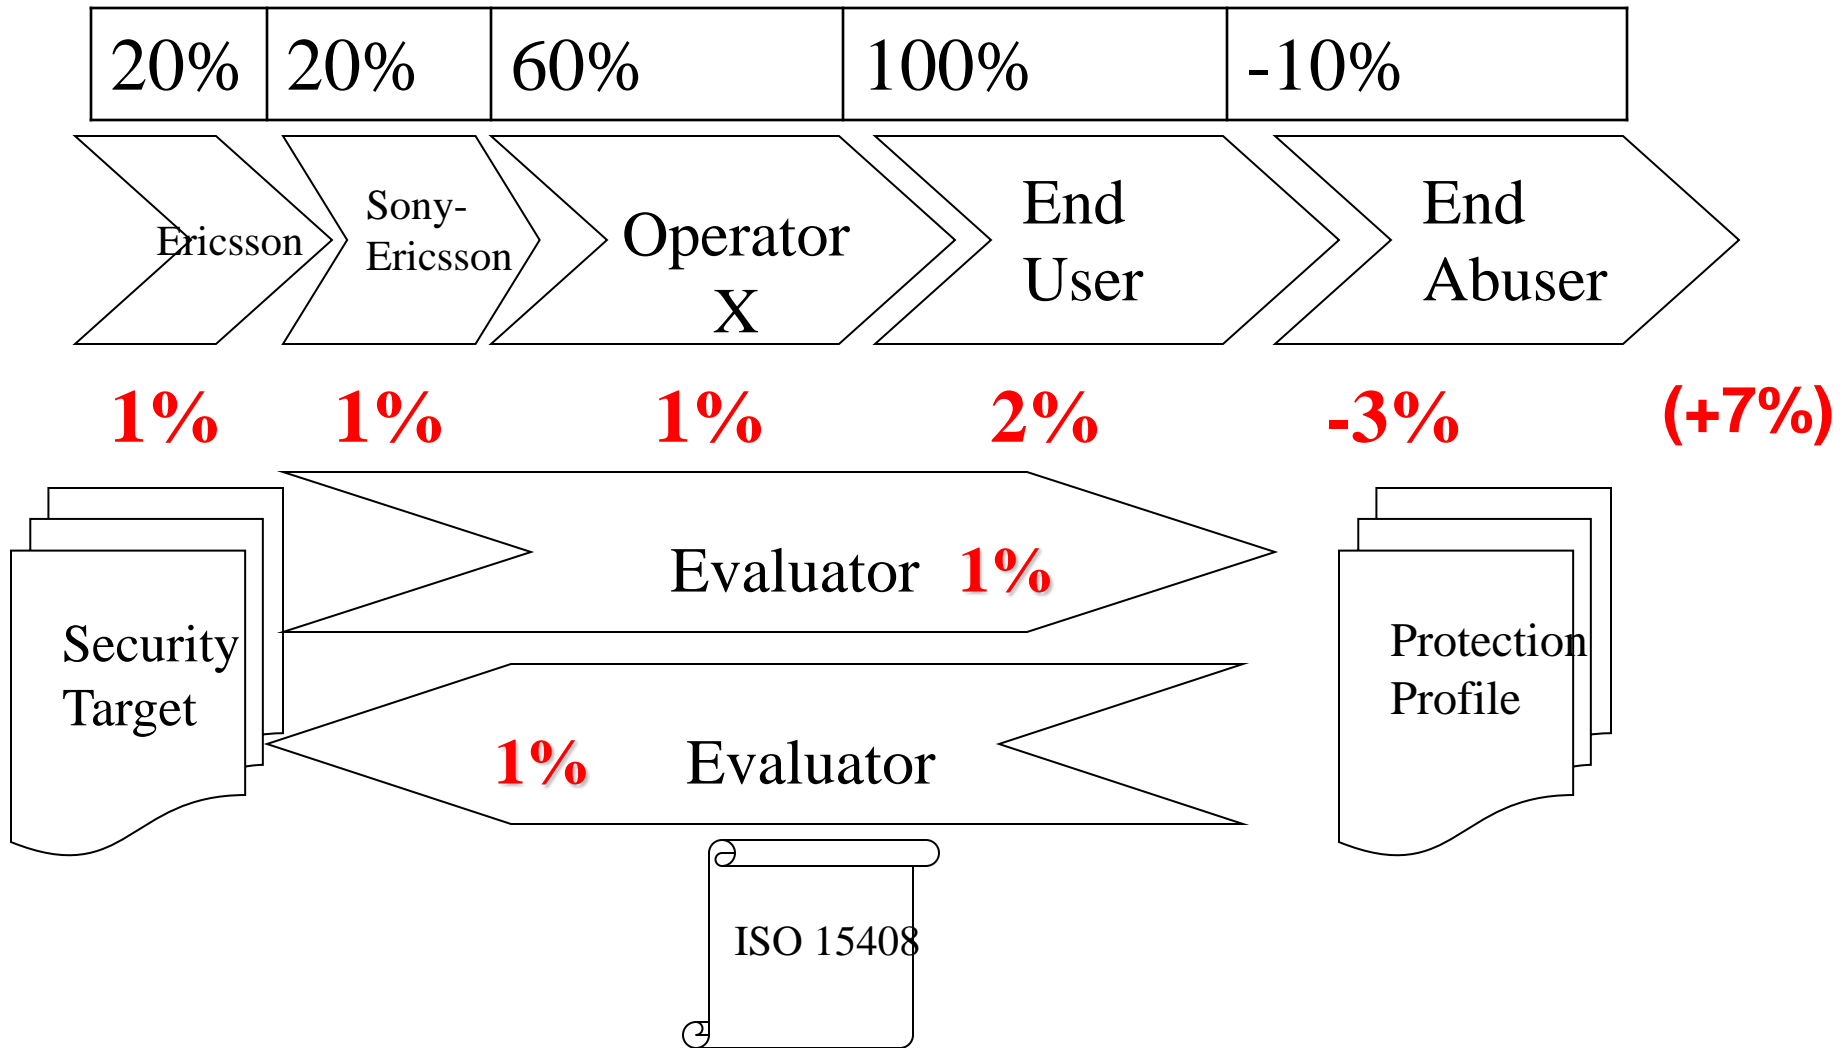 20% 20% 60% 100% -10%
Ericsson
Sony-
Ericsson
Operator
X
End
User
End
Abuser
1% 1% 1% 2% -3% (+7%)
Security
Target
Evaluator 1%
1% Evaluator
Protection
Profile
ISO 15408